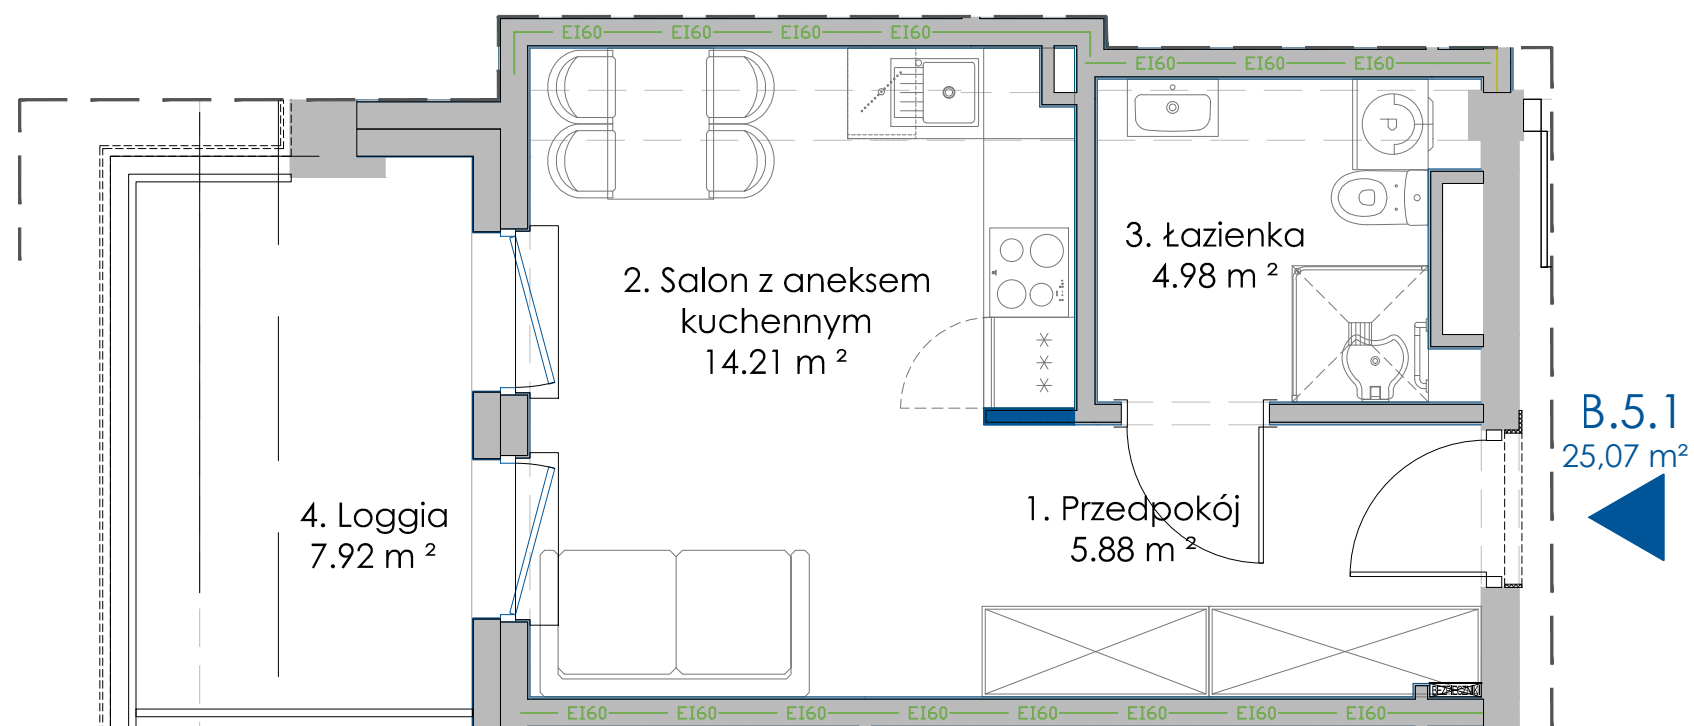 EI60 EI60 EI60 EI60
EI60 EI60 EI60
P
3. Łazienka
4.98 m ²
2. Salon z aneksem
kuchennym
14.21 m ²
B.5.1
25,07 m²
1. Przedpokój
5.88 m ²
4. Loggia
7.92 m ²
BEZPIECZNIKI
EI60 EI60 EI60 EI60 EI60 EI60 EI60 EI60